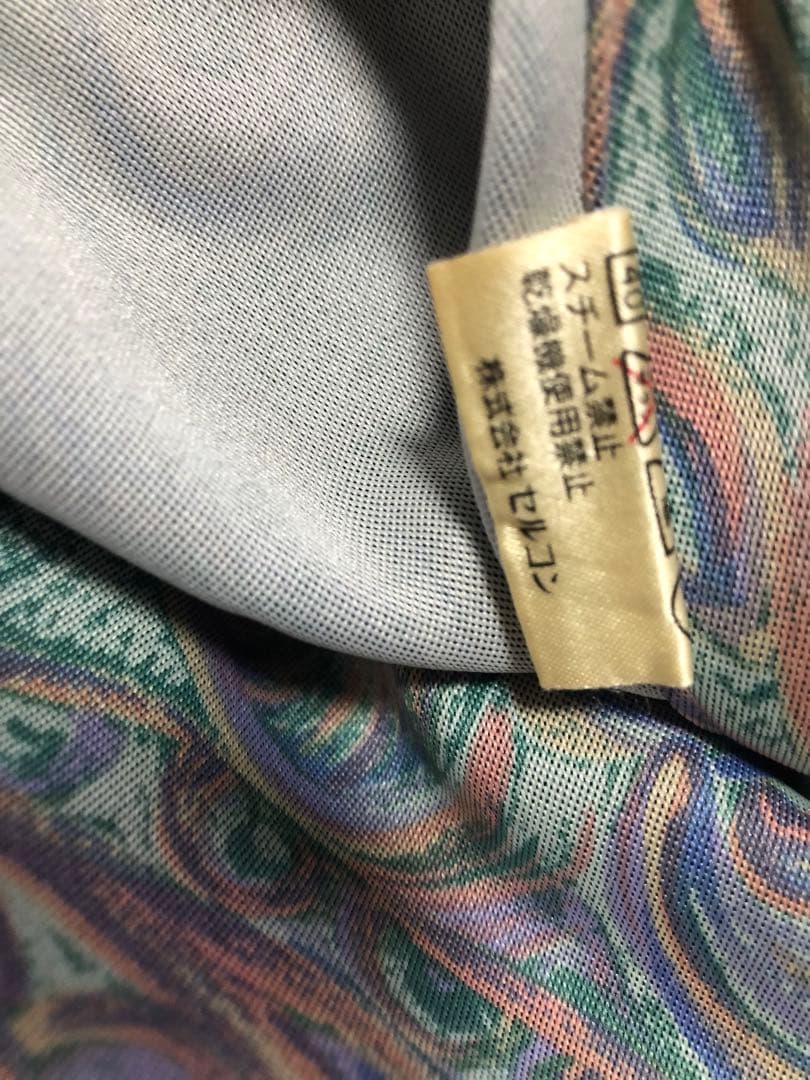 40
スチーム禁止
乾燥機使用禁止
株式会社 セルコン